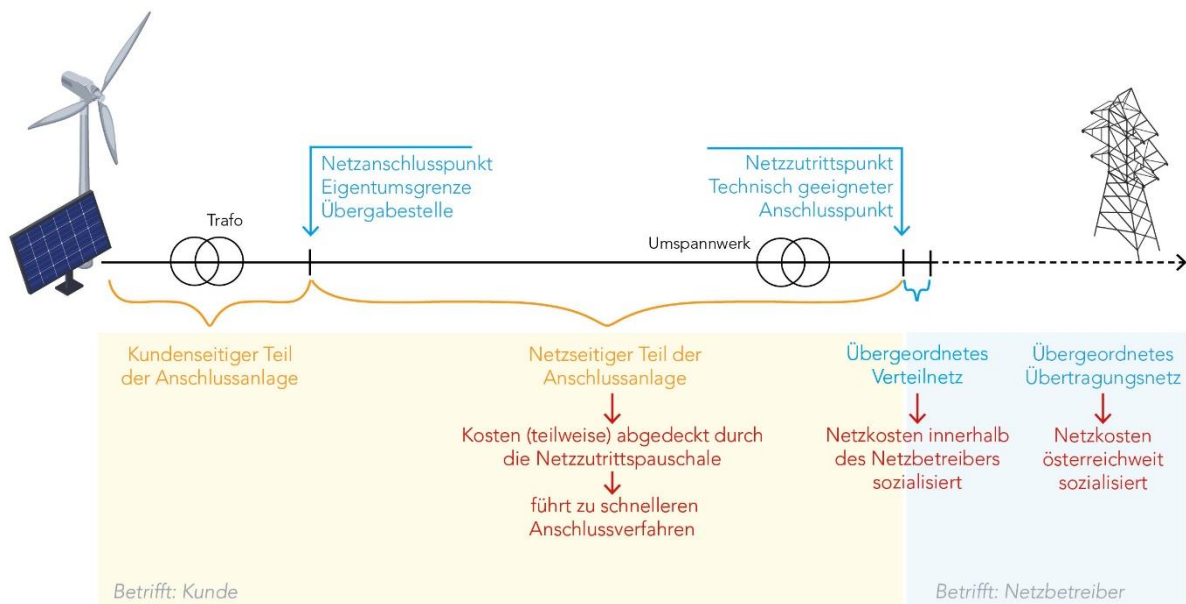 Netzanschlusspunkt
Eigentumsgrenze
Übergabestelle
Netzzutrittspunkt
Technisch geeigneter
Anschlusspunkt
Trafo
Umspannwerk
Kundenseitiger Teil
der Anschlussanlage
Netzseitiger Teil der
Anschlussanlage
Kosten (teilweise) abgedeckt durch
die Netzzutrittspauschale
führt zu schnelleren
Anschlussverfahren
Übergeordnetes
Verteilnetz
Netzkosten innerhalb
des Netzbetreibers
sozialisiert
Übergeordnetes
Übertragungsnetz
Netzkosten
österreichweit
sozialisiert
Betrifft: Kunde
Betrifft: Netzbetreiber